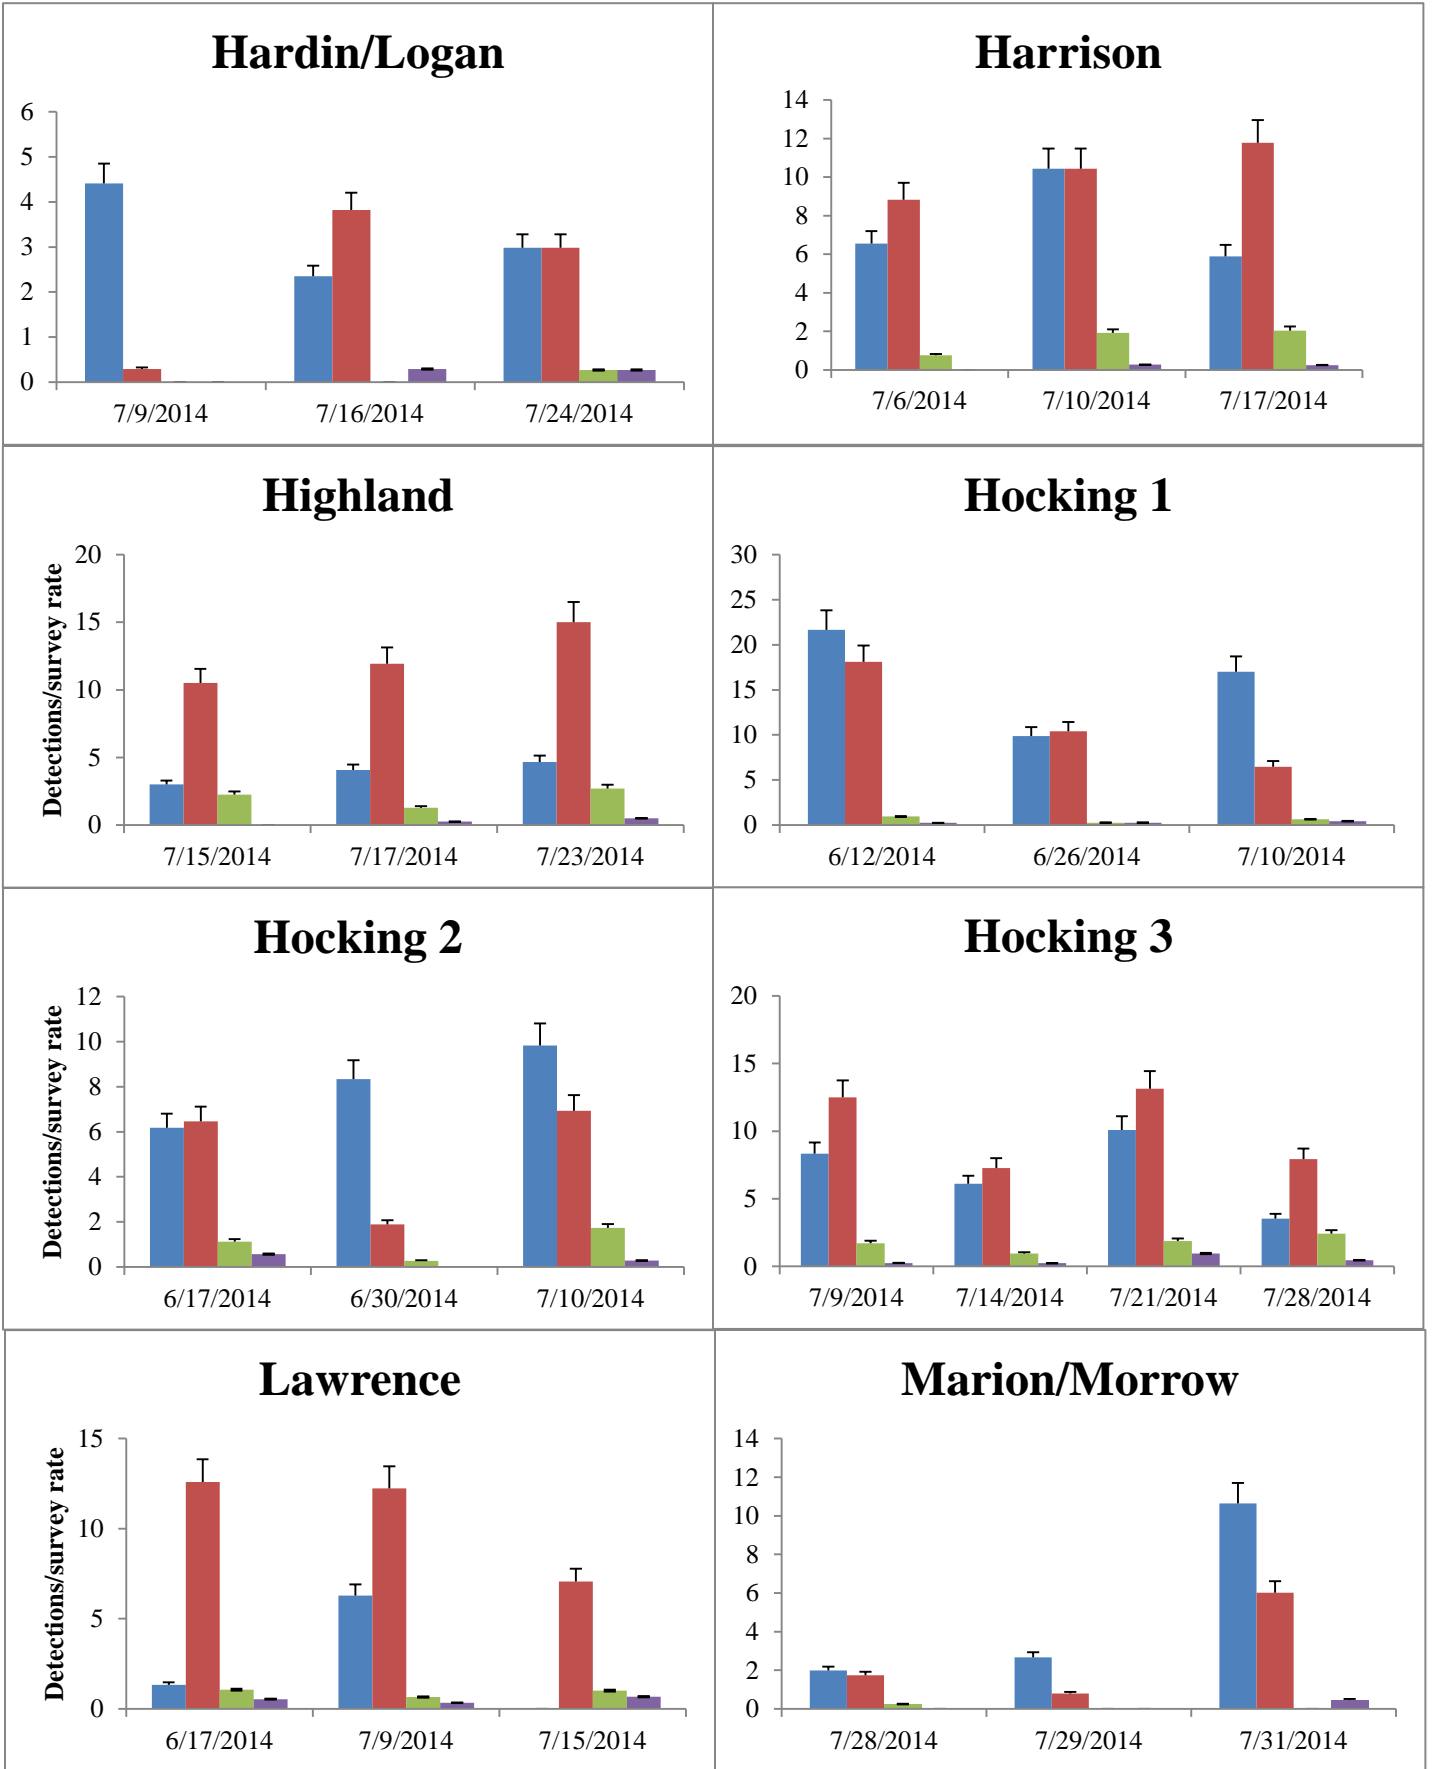 Hardin/Logan
6
5
4
3
2
1
0
7/9/2014 7/16/2014 7/24/2014
Harrison
14
12
10
8
6
4
2
0
7/6/2014 7/10/2014 7/17/2014
Highland
Detections/survey rate
20
15
10
5
0
7/15/2014 7/17/2014 7/23/2014
Hocking 1
30
25
20
15
10
5
0
6/12/2014 6/26/2014 7/10/2014
Hocking 2
Detections/survey rate
12
10
8
6
4
2
0
6/17/2014 6/30/2014 7/10/2014
Hocking 3
20
15
10
5
0
7/9/2014 7/14/2014 7/21/2014 7/28/2014
Lawrence
Detections/survey rate
15
10
5
0
6/17/2014 7/9/2014 7/15/2014
Marion/Morrow
14
12
10
8
6
4
2
0
7/28/2014 7/29/2014 7/31/2014